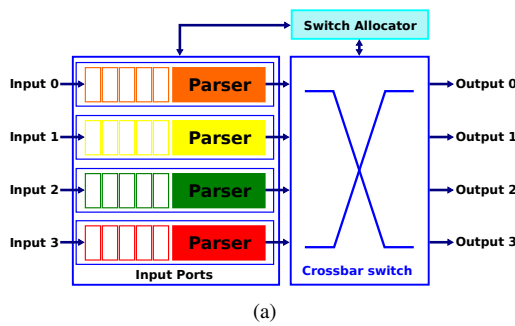 Switch Allocator
Input 0
Parser
Output 0
Input 1
Parser
Output 1
Input 2
Parser
Output 2
Input 3
Parser
Output 3
Input Ports
Crossbar switch
(a)